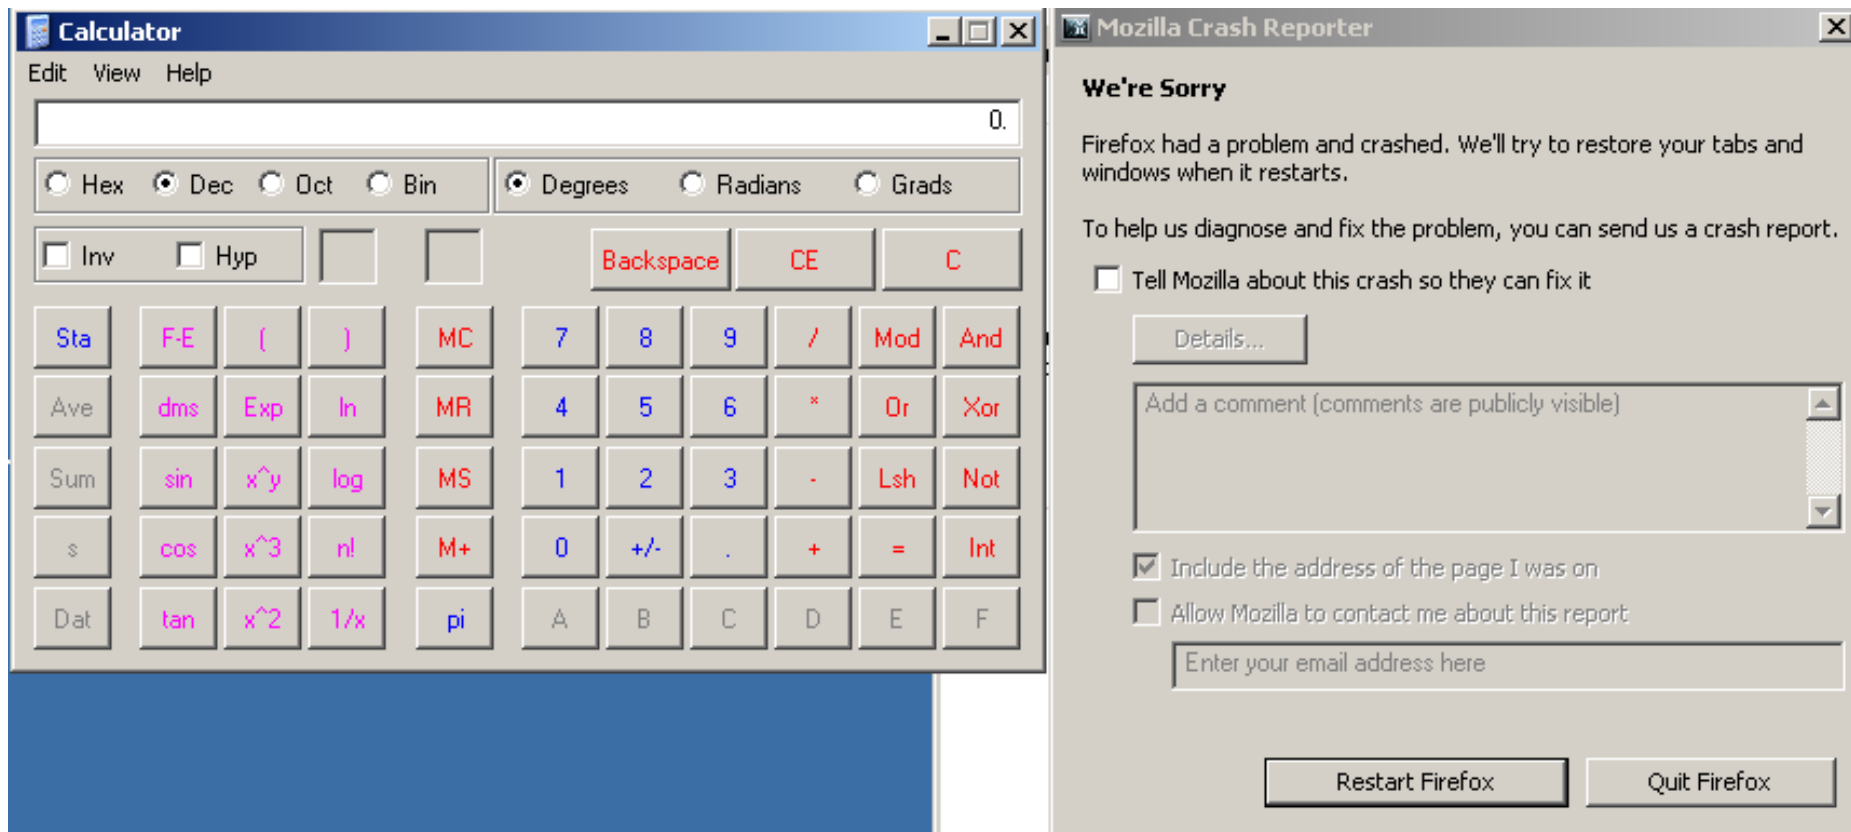 Calculator
Edit View Help
0.
Hex Dec Oct Bin Degrees Radians Grads
Inv Hyp Backspace CE C
Sta F-E ( ) MC 7 8 9 / Mod And
Ave dms Exp ln MR 4 5 6 * Or Xor
Sum sin x^y log MS 1 2 3 - Lsh Not
s cos x^3 n! M+ 0 +/- . + = Int
Dat tan x^2 1/x pi A B C D E F
Mozilla Crash Reporter
We're Sorry
Firefox had a problem and crashed. We'll try to restore your tabs and
windows when it restarts.
To help us diagnose and fix the problem, you can send us a crash report.
Tell Mozilla about this crash so they can fix it
Details...
Add a comment (comments are publicly visible)
Include the address of the page I was on
Allow Mozilla to contact me about this report
Enter your email address here
Restart Firefox Quit Firefox